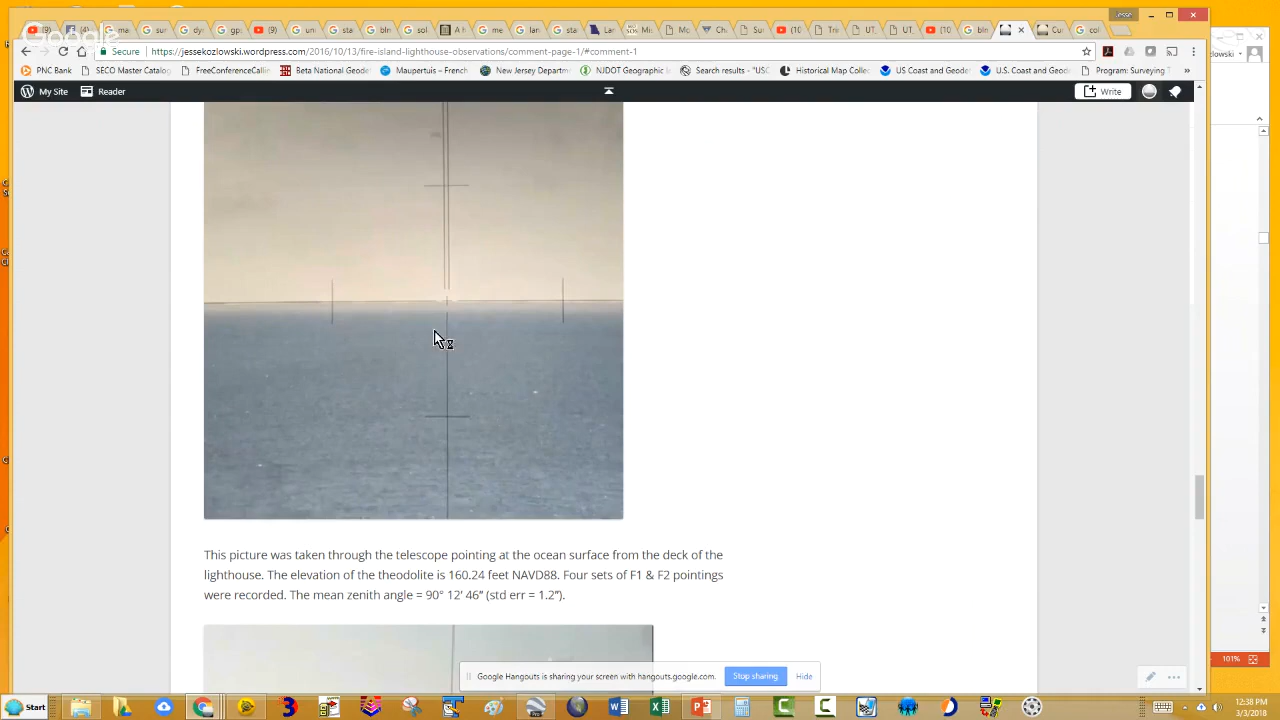 Google
Jesse
Secure
https://jessekozlowski.wordpress.com/2016/10/13/fire-island-lighthouse-observations/comment-page-1/#comment-1
PNC Bank
SECO Master Catalog
FreeConferenceCallin
Beta National Geode
Maupertuis – French
New Jersey Departm
NJDOT Geographic I
Search results - "USC
Historical Map Collec
US Coast and Geode
U.S. Coast and Geod
Program: Surveying
»
My Site
Reader
Write
This picture was taken through the telescope pointing at the ocean surface from the deck of the
lighthouse. The elevation of the theodolite is 160.24 feet NAVD88. Four sets of F1 & F2 pointings
were recorded. The mean zenith angle = 90° 12' 46" (std err = 1.2").
Google Hangouts is sharing your screen with hangouts.google.com.
Stop sharing
Hide
101%
Start
12:38 PM
3/3/2018